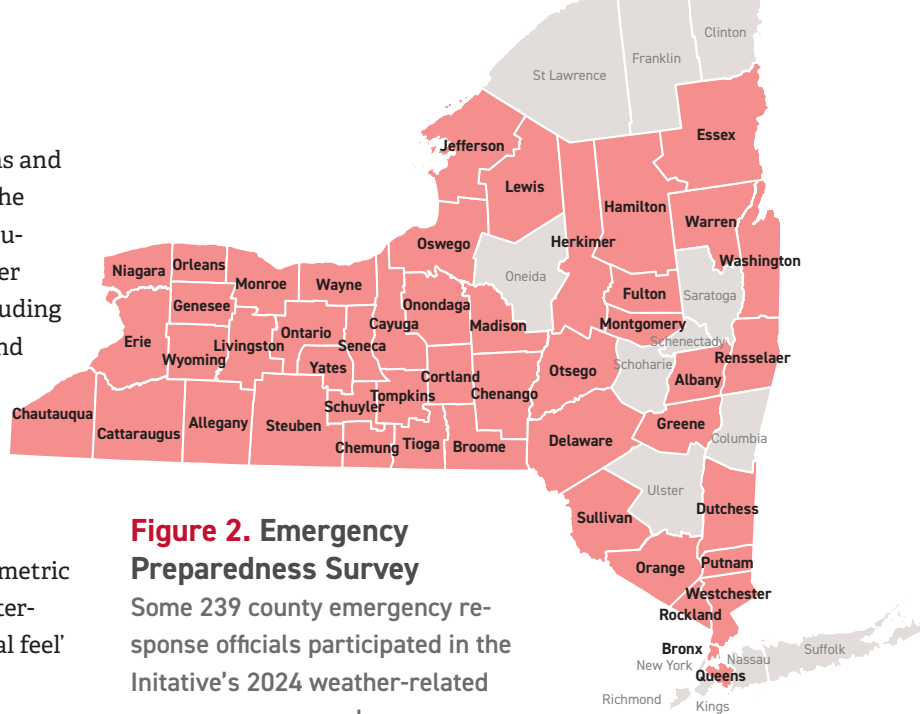 Clinton
Franklin
St Lawrence
Essex
Jefferson
Lewis
Hamilton
Warren
Oswego
Herimer
Washington
Oneida
Niagara
Orleans
Monroe
Wayne
Fulton
Saratoga
Genesee
Onondaga
Cayuga
Madison
Montgomery
Erie
Ontario
Livingston
Seneca
Schenectady
Wyoming
Yates
Otsego
Schoharie
Rensselaer
Albany
Cortland
Chenango
Tompkins
Schuyler
Chautauqua
Cattaraugus
Allegany
Steuben
Greene
Columbia
Chemung
Tioga
Broome
Delaware
Ulster
Sullivan
Dutchess
Orange
Putnam
Westchester
Rockland
Bronx
New York
Nassau
Suffolk
Queens
Richmond
Kings
ns and
he
u-
er
uding
nd
metric
ter-
al feel’
Figure 2. Emergency
Preparedness Survey
Some 239 county emergency re-
sponse officials participated in the
Initative’s 2024 weather-related